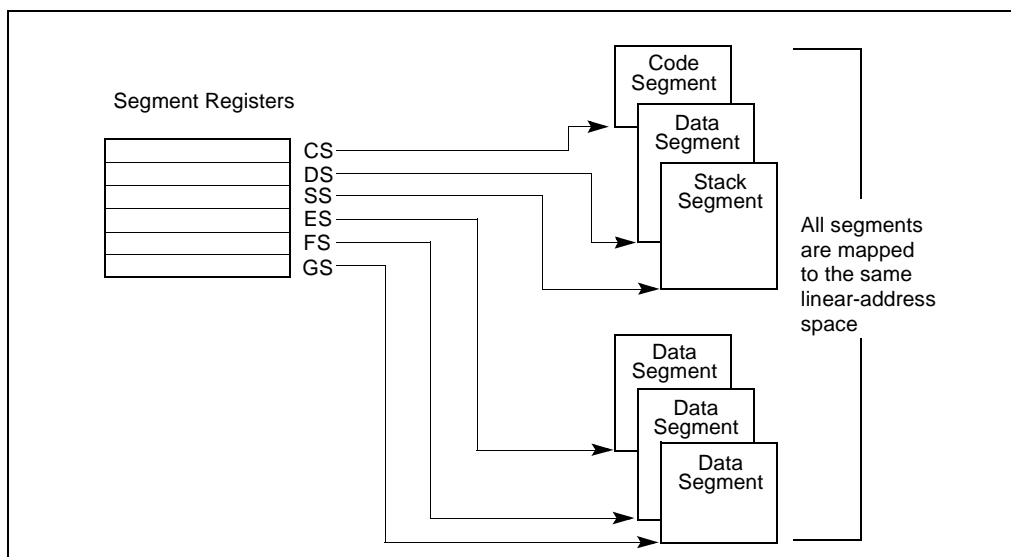 Segment Registers
CS
DS
SS
ES
FS
GS
Code
Segment
Data
Segment
Stack
Segment
Data
Segment
Data
Segment
Data
Segment
All segments
are mapped
to the same
linear-address
space